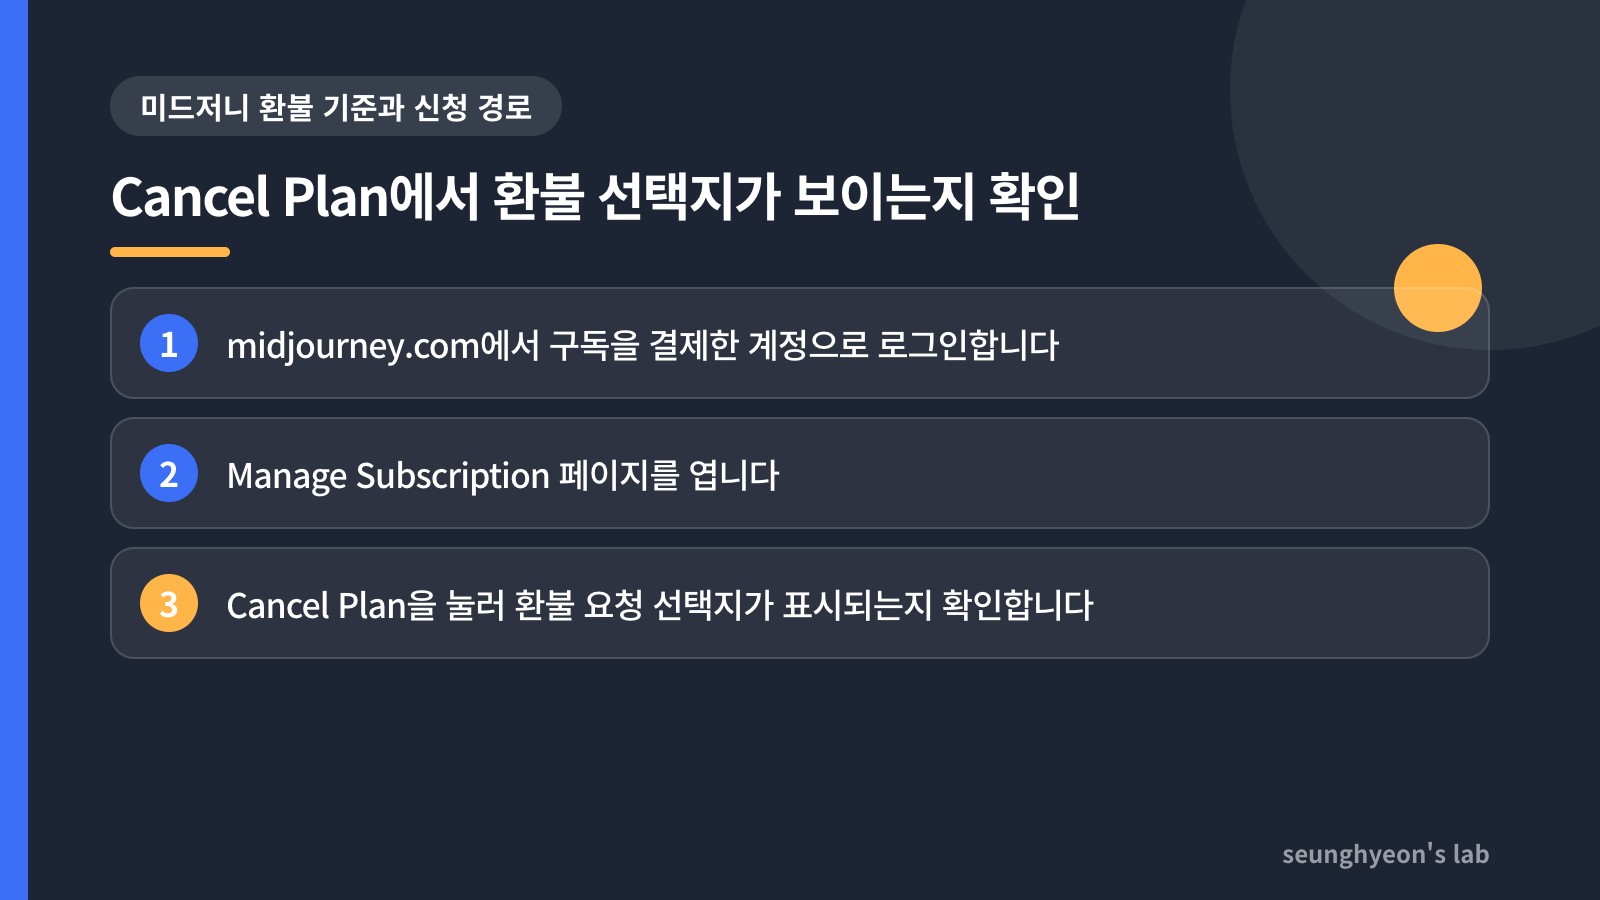 미드저니 환불 기준과 신청 경로
Cancel Plan에서 환불 선택지가 보이는지 확인
1 midjourney.com에서 구독을 결제한 계정으로 로그인합니다
2 Manage Subscription 페이지를 엽니다
3 Cancel Plan을 눌러 환불 요청 선택지가 표시되는지 확인합니다
seunghyeon's lab